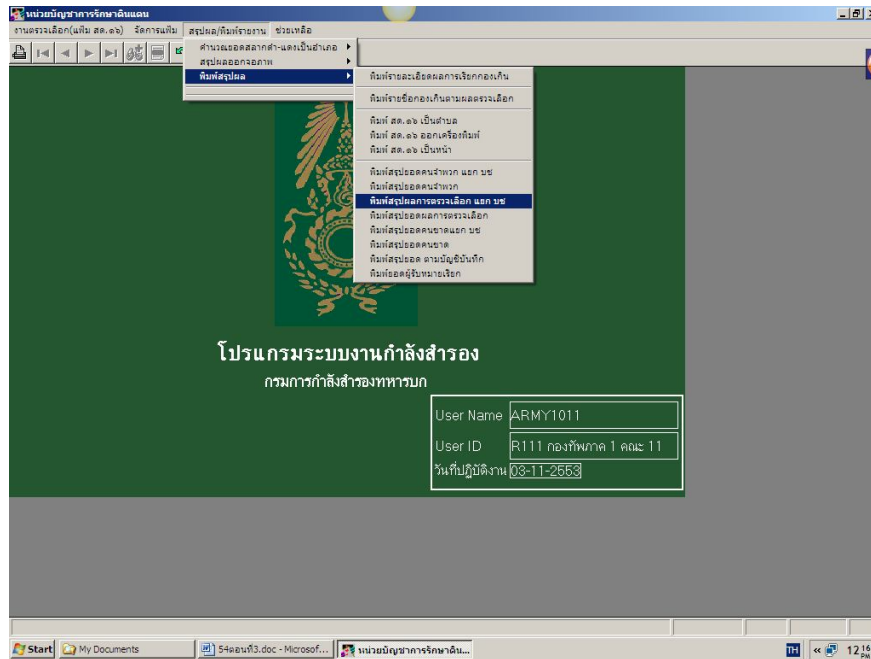 หน่วยบัญชาการรักษาดินแดน
งานตรวจเลือก(แฟ้ม สด.๑๖) จัดการแฟ้ม สรุปผล/พิมพ์รายงาน ช่วยเหลือ
คำนวณยอดสลากดำ-แดงเป็นอำเภอ
สรุปผลออกจอภาพ
พิมพ์สรุปผล
พิมพ์รายละเอียดผลการเรียกกองเกิน
พิมพ์รายชื่อกองเกินตามผลตรวจเลือก
พิมพ์ สด.๑๖ เป็นตำบล
พิมพ์ สด.๑๖ ออกเครื่องพิมพ์
พิมพ์ สด.๑๖ เป็นหน้า
พิมพ์สรุปยอดคนจำพวก แยก บช
พิมพ์สรุปยอดคนจำพวก
พิมพ์สรุปผลการตรวจเลือก แยก บช
พิมพ์สรุปยอดผลการตรวจเลือก
พิมพ์สรุปยอดคนขาดแยก บช
พิมพ์สรุปยอดคนขาด
พิมพ์สรุปยอด ตามบัญชีบันทึก
พิมพ์ยอดผู้รับหมายเรียก
โปรแกรมระบบงานกำลังสำรอง
กรมการกำลังสำรองทหารบก
User Name ARMY1011
User ID R111 กองทัพภาค 1 คณะ 11
วันที่ปฏิบัติงาน 03-11-2553
Start My Documents 54ตอนที่3.doc - Microsof... หน่วยบัญชาการรักษาดิน... TH « 12:16 PM